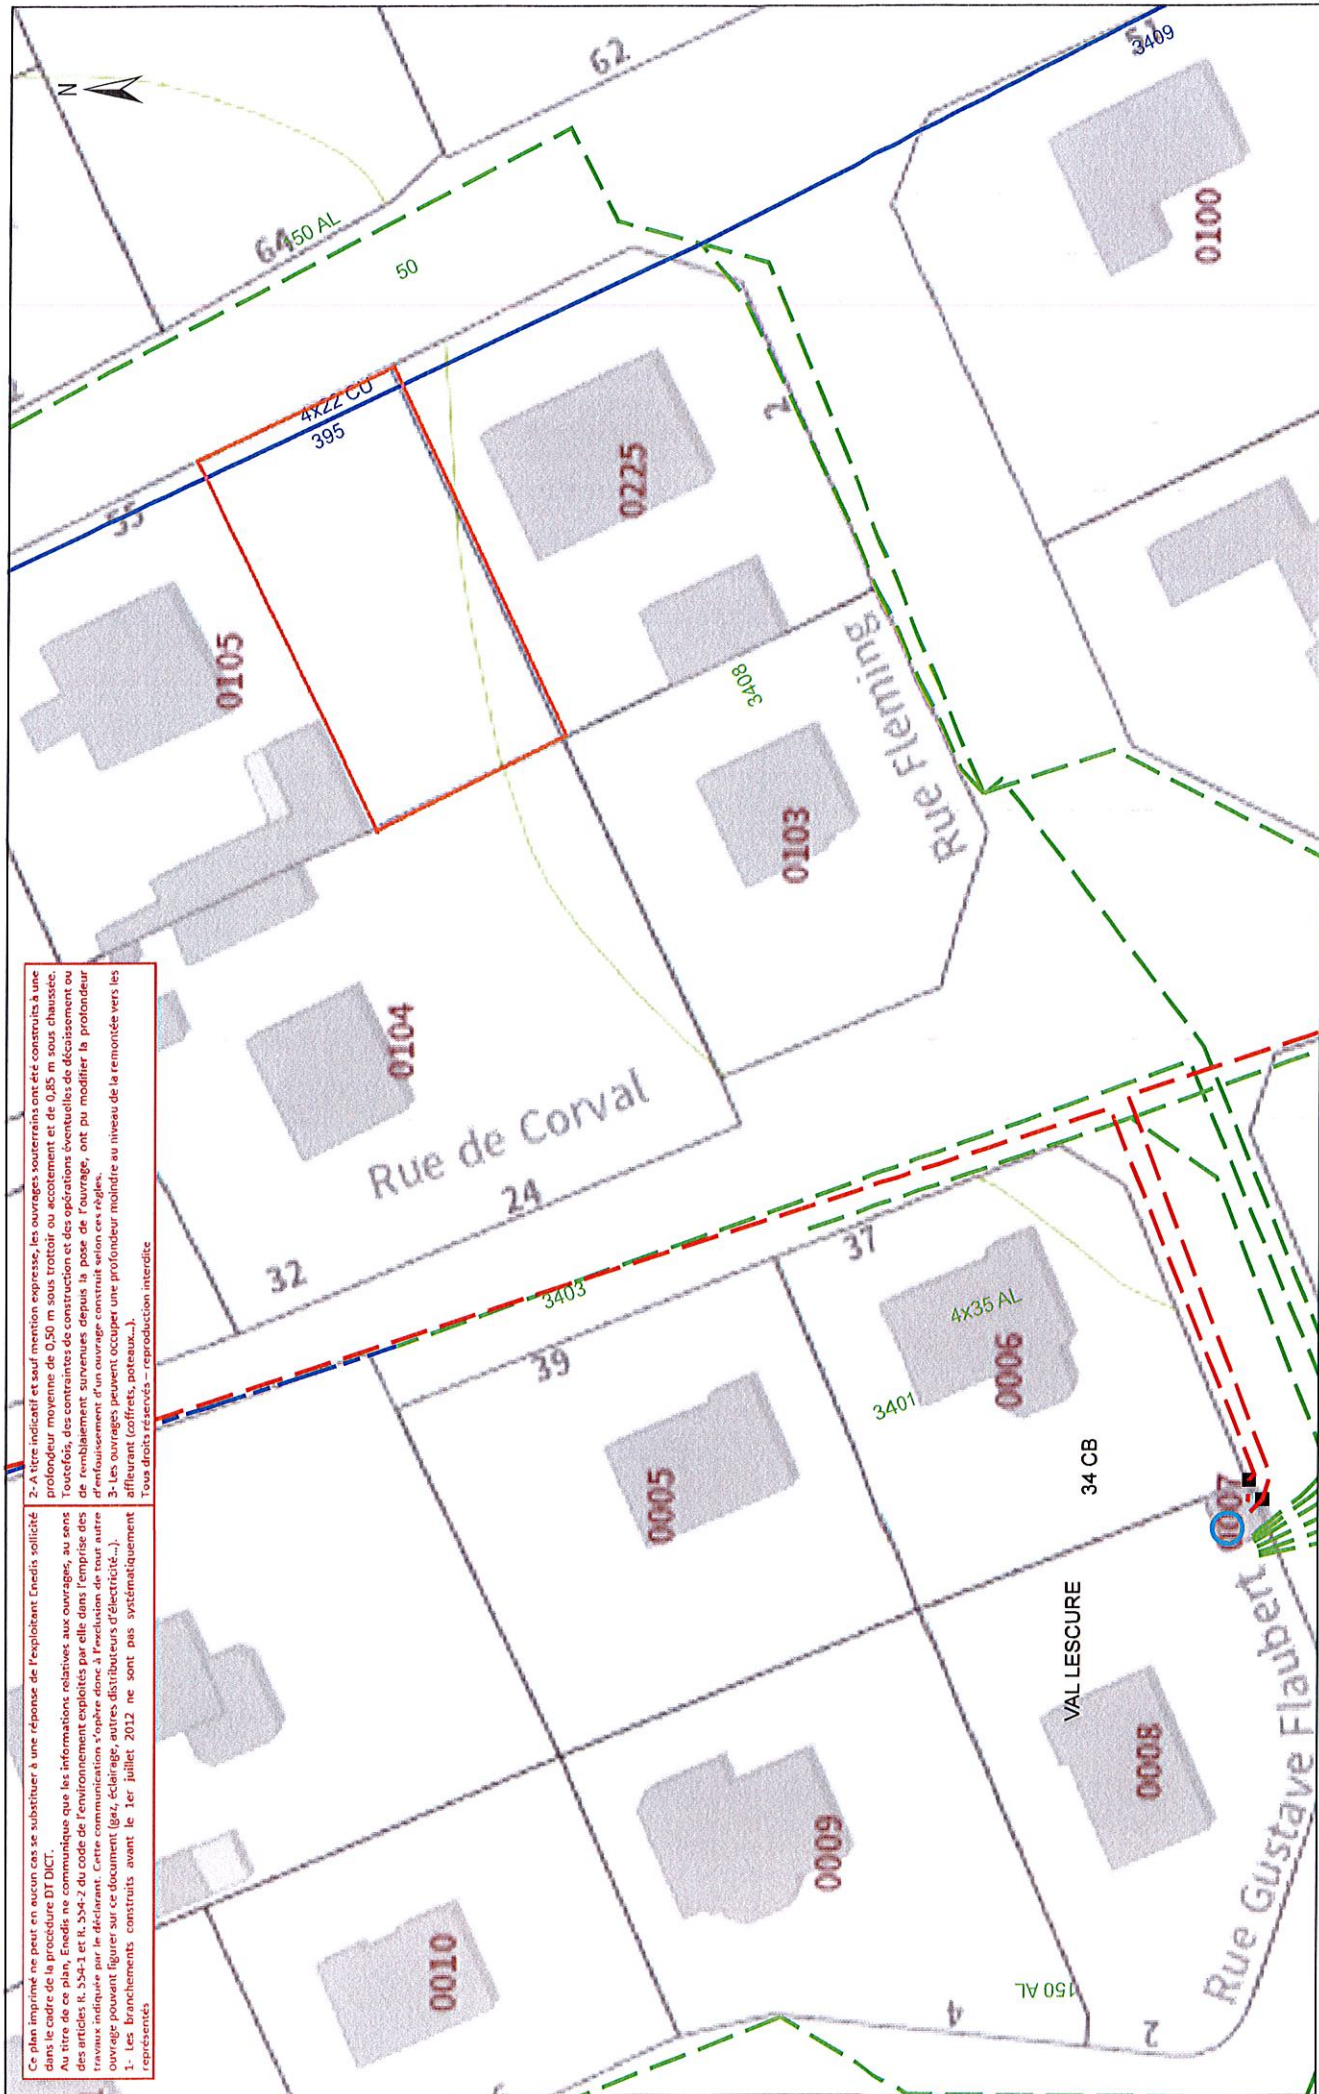 Ce plan imprimé ne peut en aucun cas se substituer à une réponse de l'exploitant Enedis sollicité
dans le cadre de la procédure DT DICT.
Au titre de ce plan, Enedis ne communique que les informations relatives aux ouvrages, au sens
des articles R. 554-1 et R. 554-2 du code de l'environnement exploités par elle dans l'emprise des
travaux indiquée par le déclarant. Cette communication s'opère donc à l'exclusion de tout autre
ouvrage pouvant figurer sur ce document (gaz, éclairage, autres distributeurs d'électricité...).
1- Les branchements construits avant le 1er juillet 2012 ne sont pas systématiquement
représentés
2- A titre indicatif et sauf mention expresse, les ouvrages souterrains ont été construits à une
profondeur moyenne de 0,50 m sous trottoir ou accotement et de 0,85 m sous chaussée.
Toutefois, des contraintes de construction et des opérations éventuelles de décaissement ou
de remblaiement survenues depuis la pose de l'ouvrage, ont pu modifier la profondeur
d'enfouissement d'un ouvrage construit selon ces règles.
3- Les ouvrages peuvent occuper une profondeur moindre au niveau de la remontée vers les
affleurant (coffrets, poteaux...).
Tous droits réservés – reproduction interdite
N
62
64
150 AL
50
51
3409
0100
55
4x22 CU
395
0105
0225
2
3408
0103
Rue Fleming
0104
Rue de Corval
24
32
3403
37
39
0005
4x35 AL
0006
3401
34 CB
0007
VAL LESCURE
0008
Rue Gustave Flaubert
0009
0010
150 AL
4
2